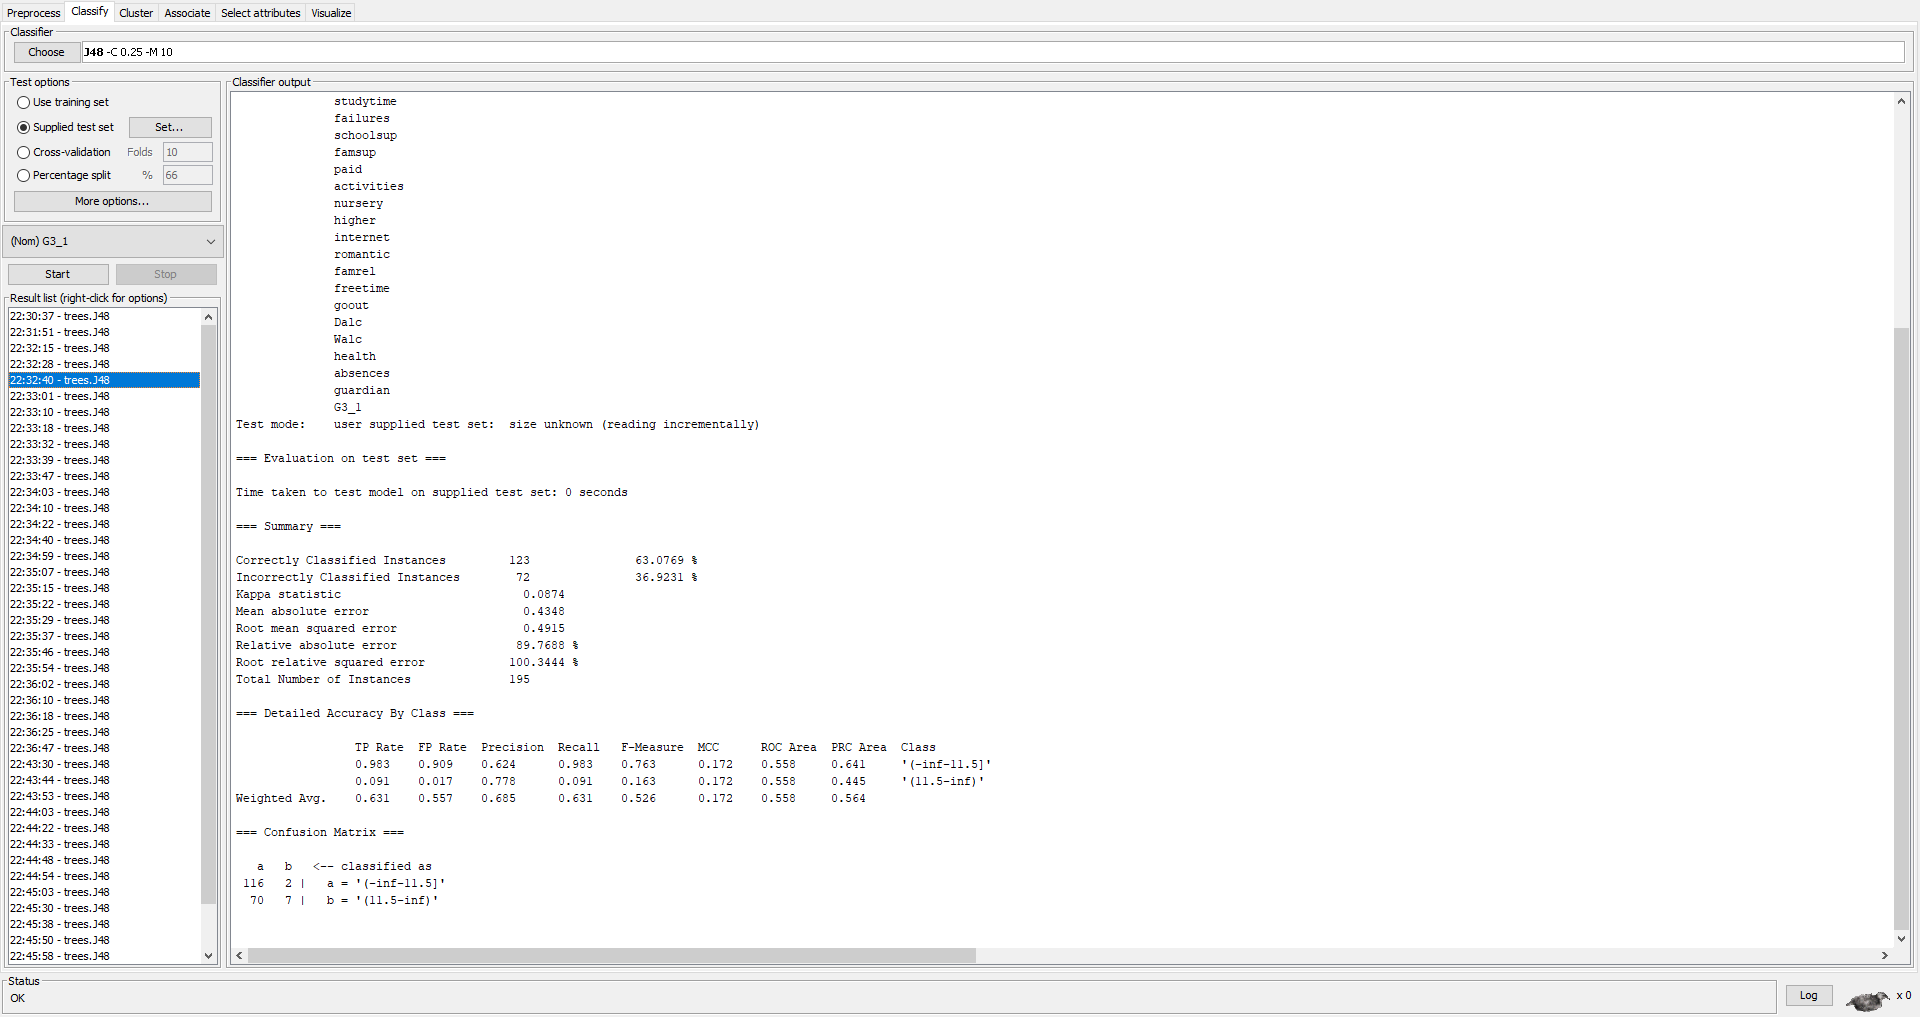 Preprocess Classify Cluster Associate Select attributes Visualize
Classifier
Choose J48 -C 0.25 -M 10
Test options
Use training set
Supplied test set Set...
Cross-validation Folds 10
Percentage split % 66
More options...
(Nom) G3_1
Start Stop
Result list (right-click for options)
22:30:37 - trees.J48
22:31:51 - trees.J48
22:32:15 - trees.J48
22:32:28 - trees.J48
22:32:40 - trees.J48
22:33:01 - trees.J48
22:33:10 - trees.J48
22:33:18 - trees.J48
22:33:32 - trees.J48
22:33:39 - trees.J48
22:33:47 - trees.J48
22:34:03 - trees.J48
22:34:10 - trees.J48
22:34:22 - trees.J48
22:34:40 - trees.J48
22:34:59 - trees.J48
22:35:07 - trees.J48
22:35:15 - trees.J48
22:35:22 - trees.J48
22:35:29 - trees.J48
22:35:37 - trees.J48
22:35:46 - trees.J48
22:35:54 - trees.J48
22:36:02 - trees.J48
22:36:10 - trees.J48
22:36:18 - trees.J48
22:36:25 - trees.J48
22:36:47 - trees.J48
22:43:30 - trees.J48
22:43:44 - trees.J48
22:43:53 - trees.J48
22:44:03 - trees.J48
22:44:22 - trees.J48
22:44:33 - trees.J48
22:44:48 - trees.J48
22:44:54 - trees.J48
22:45:03 - trees.J48
22:45:30 - trees.J48
22:45:38 - trees.J48
22:45:50 - trees.J48
22:45:58 - trees.J48
Classifier output
studytime
failures
schoolsup
famsup
paid
activities
nursery
higher
internet
romantic
famrel
freetime
goout
Dalc
Walc
health
absences
guardian
G3_1
Test mode: user supplied test set: size unknown (reading incrementally)
=== Evaluation on test set ===
Time taken to test model on supplied test set: 0 seconds
=== Summary ===
Correctly Classified Instances 123 63.0769 %
Incorrectly Classified Instances 72 36.9231 %
Kappa statistic 0.0874
Mean absolute error 0.4348
Root mean squared error 0.4915
Relative absolute error 89.7688 %
Root relative squared error 100.3444 %
Total Number of Instances 195
=== Detailed Accuracy By Class ===
TP Rate FP Rate Precision Recall F-Measure MCC ROC Area PRC Area Class
0.983 0.909 0.624 0.983 0.763 0.172 0.558 0.641 '(-inf-11.5]'
0.091 0.017 0.778 0.091 0.163 0.172 0.558 0.445 '(11.5-inf)'
Weighted Avg. 0.631 0.557 0.685 0.631 0.526 0.172 0.558 0.564
=== Confusion Matrix ===
a b <-- classified as
116 2 | a = '(-inf-11.5]'
70 7 | b = '(11.5-inf)'
Status
OK
Log x 0